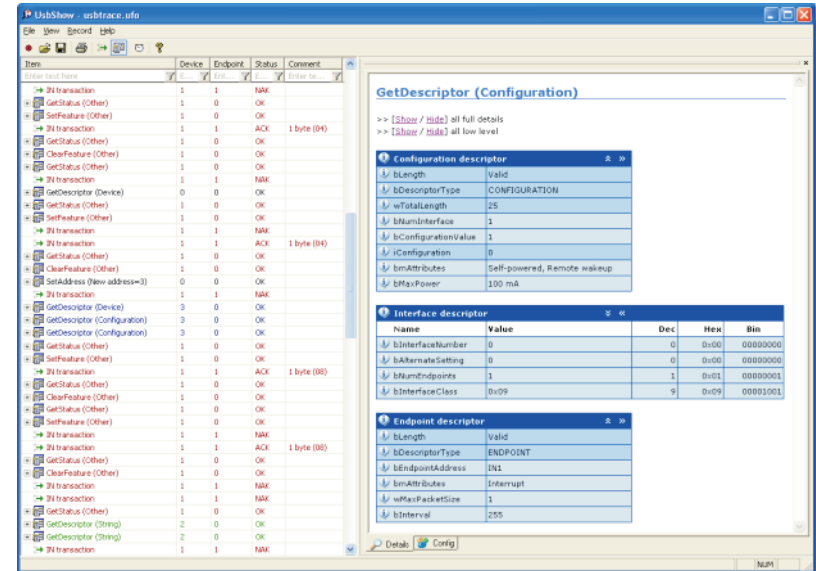 UsbShow - usbtrace.ufo
File View Record Help
Item Device Endpoint Status Comment
Enter text here E... Ent... E... Enter te...
IN transaction 1 1 NAK
GetStatus (Other) 1 0 OK
SetFeature (Other) 1 0 OK
IN transaction 1 1 ACK 1 byte (04)
GetStatus (Other) 1 0 OK
ClearFeature (Other) 1 0 OK
GetStatus (Other) 1 0 OK
IN transaction 1 1 NAK
GetDescriptor (Device) 0 0 OK
GetStatus (Other) 1 0 OK
SetFeature (Other) 1 0 OK
IN transaction 1 1 NAK
IN transaction 1 1 ACK 1 byte (04)
GetStatus (Other) 1 0 OK
ClearFeature (Other) 1 0 OK
SetAddress (New address=3) 0 0 OK
IN transaction 1 1 NAK
GetDescriptor (Device) 3 0 OK
GetDescriptor (Configuration) 3 0 OK
GetDescriptor (Configuration) 3 0 OK
GetStatus (Other) 1 0 OK
SetFeature (Other) 1 0 OK
IN transaction 1 1 ACK 1 byte (08)
GetStatus (Other) 1 0 OK
ClearFeature (Other) 1 0 OK
GetStatus (Other) 1 0 OK
SetFeature (Other) 1 0 OK
IN transaction 1 1 NAK
IN transaction 1 1 ACK 1 byte (08)
GetStatus (Other) 1 0 OK
ClearFeature (Other) 1 0 OK
IN transaction 1 1 NAK
GetStatus (Other) 1 0 OK
GetDescriptor (String) 2 0 OK
GetDescriptor (String) 2 0 OK
IN transaction 1 1 NAK
GetDescriptor (Configuration)
>> [Show / Hide] all full details
>> [Show / Hide] all low level
Configuration descriptor
bLength Valid
bDescriptorType CONFIGURATION
wTotalLength 25
bNumInterface 1
bConfigurationValue 1
iConfiguration 0
bmAttributes Self-powered, Remote wakeup
bMaxPower 100 mA
Interface descriptor
Name Value Dec Hex Bin
bInterfaceNumber 0 0 0x00 00000000
bAlternateSetting 0 0 0x00 00000000
bNumEndpoints 1 1 0x01 00000001
bInterfaceClass 0x09 9 0x09 00001001
Endpoint descriptor
bLength Valid
bDescriptorType ENDPOINT
bEndpointAddress IN1
bmAttributes Interrupt
wMaxPacketSize 1
bInterval 255
Details Config
NUM